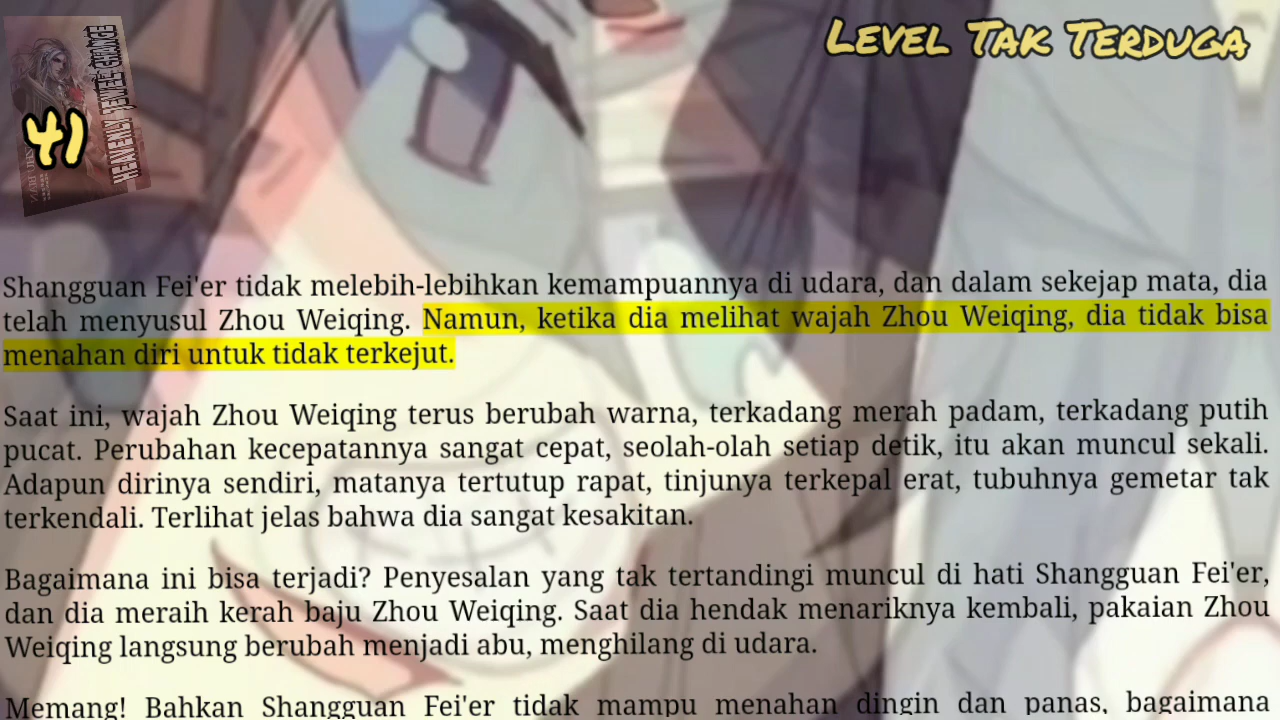 Level Tak Terduga
HEAVENLY JEWEL CHANGE
41
Shangguan Fei'er tidak melebih-lebihkan kemampuannya di udara, dan dalam sekejap mata, dia
telah menyusul Zhou Weiqing. Namun, ketika dia melihat wajah Zhou Weiqing, dia tidak bisa
menahan diri untuk tidak terkejut.
Saat ini, wajah Zhou Weiqing terus berubah warna, terkadang merah padam, terkadang putih
pucat. Perubahan kecepatannya sangat cepat, seolah-olah setiap detik, itu akan muncul sekali.
Adapun dirinya sendiri, matanya tertutup rapat, tinjunya terkepal erat, tubuhnya gemetar tak
terkendali. Terlihat jelas bahwa dia sangat kesakitan.
Bagaimana ini bisa terjadi? Penyesalan yang tak tertandingi muncul di hati Shangguan Fei'er,
dan dia meraih kerah baju Zhou Weiqing. Saat dia hendak menariknya kembali, pakaian Zhou
Weiqing langsung berubah menjadi abu, menghilang di udara.
Memang! Bahkan Shangguan Fei'er tidak mampu menahan dingin dan panas, bagaimana